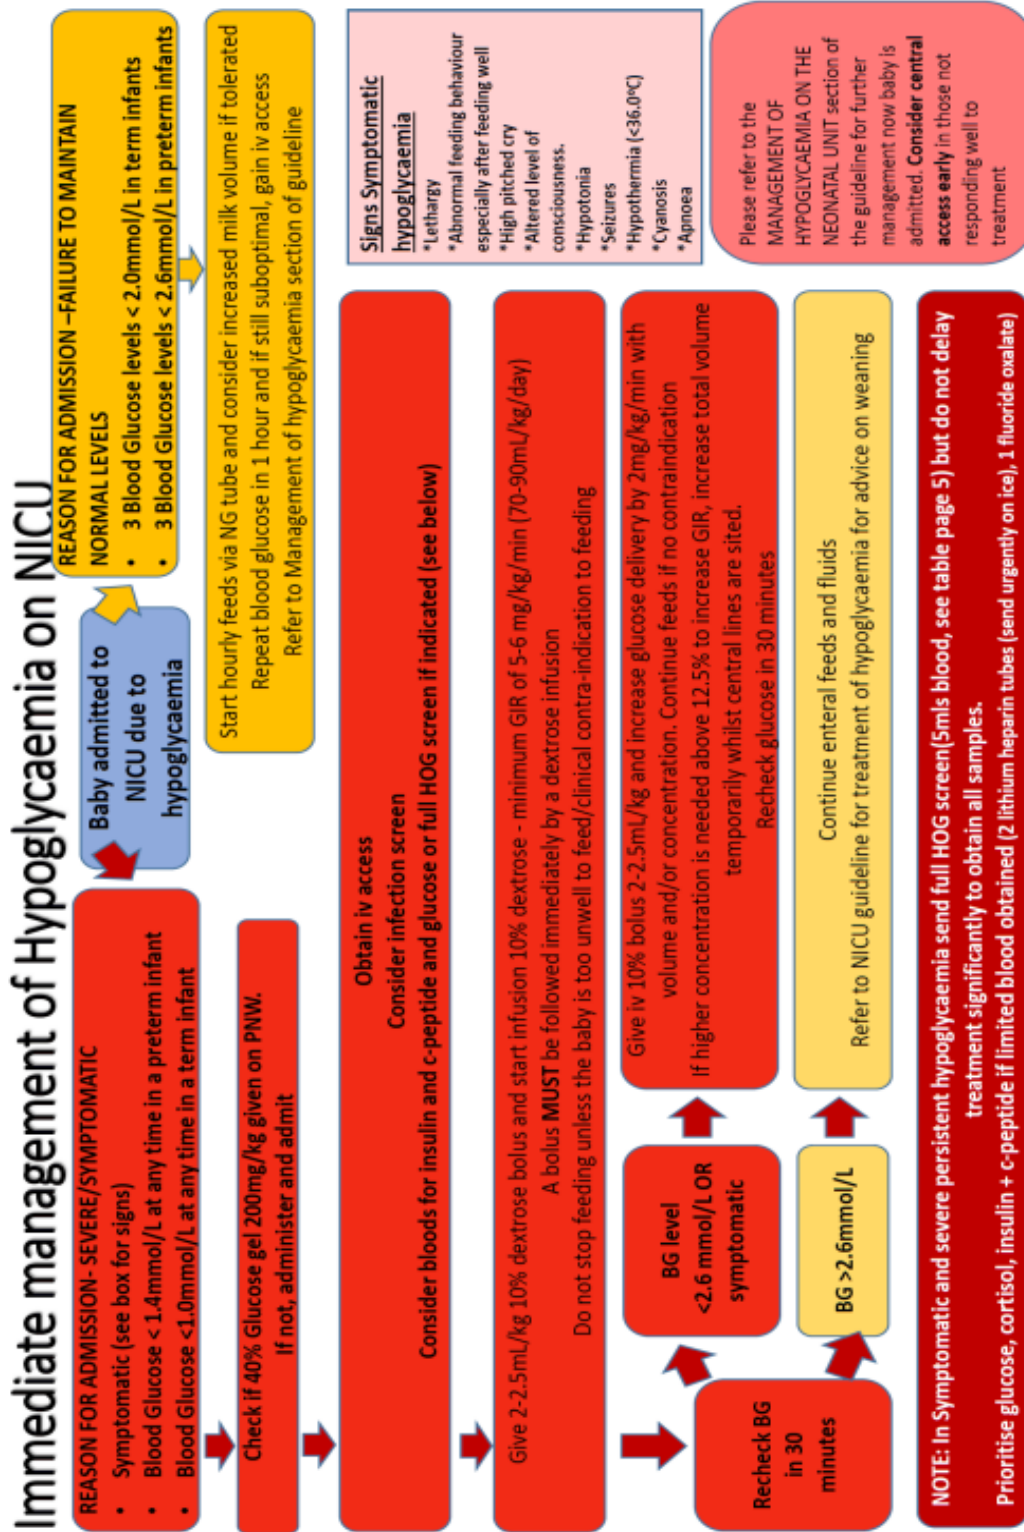 Immediate management of Hypoglycaemia on NICU
Baby admitted to
NICU due to
hypoglycaemia
REASON FOR ADMISSION- SEVERE/SYMPTOMATIC
• Symptomatic (see box for signs)
• Blood Glucose < 1.4mmol/L at any time in a preterm infant
• Blood Glucose <1.0mmol/L at any time in a term infant
REASON FOR ADMISSION –FAILURE TO MAINTAIN
NORMAL LEVELS
• 3 Blood Glucose levels < 2.0mmol/L in term infants
• 3 Blood Glucose levels < 2.6mmol/L in preterm infants
Check if 40% Glucose gel 200mg/kg given on PNW.
If not, administer and admit
Start hourly feeds via NG tube and consider increased milk volume if tolerated
Repeat blood glucose in 1 hour and if still suboptimal, gain iv access
Refer to Management of hypoglycaemia section of guideline
Obtain iv access
Consider infection screen
Consider bloods for insulin and c-peptide and glucose or full HOG screen if indicated (see below)
Give 2-2.5mL/kg 10% dextrose bolus and start infusion 10% dextrose - minimum GIR of 5-6 mg/kg/min (70-90mL/kg/day)
A bolus MUST be followed immediately by a dextrose infusion
Do not stop feeding unless the baby is too unwell to feed/clinical contra-indication to feeding
Signs Symptomatic
hypoglycaemia
*Lethargy
*Abnormal feeding behaviour
especially after feeding well
*High pitched cry
*Altered level of
consciousness.
*Hypotonia
*Seizures
*Hypothermia (<36.0ºC)
*Cyanosis
*Apnoea
Recheck BG
in 30
minutes
BG level
<2.6 mmol/L OR
symptomatic
Give iv 10% bolus 2-2.5mL/kg and increase glucose delivery by 2mg/kg/min with
volume and/or concentration. Continue feeds if no contraindication
If higher concentration is needed above 12.5% to increase GIR, increase total volume
temporarily whilst central lines are sited.
Recheck glucose in 30 minutes
BG >2.6mmol/L
Continue enteral feeds and fluids
Refer to NICU guideline for treatment of hypoglycaemia for advice on weaning
Please refer to the
MANAGEMENT OF
HYPOGLYCAEMIA ON THE
NEONATAL UNIT section of
the guideline for further
management now baby is
admitted. Consider central
access early in those not
responding well to
treatment
NOTE: In Symptomatic and severe persistent hypoglycaemia send full HOG screen(5mls blood, see table page 5) but do not delay
treatment significantly to obtain all samples.
Prioritise glucose, cortisol, insulin + c-peptide if limited blood obtained (2 lithium heparin tubes (send urgently on ice), 1 fluoride oxalate)